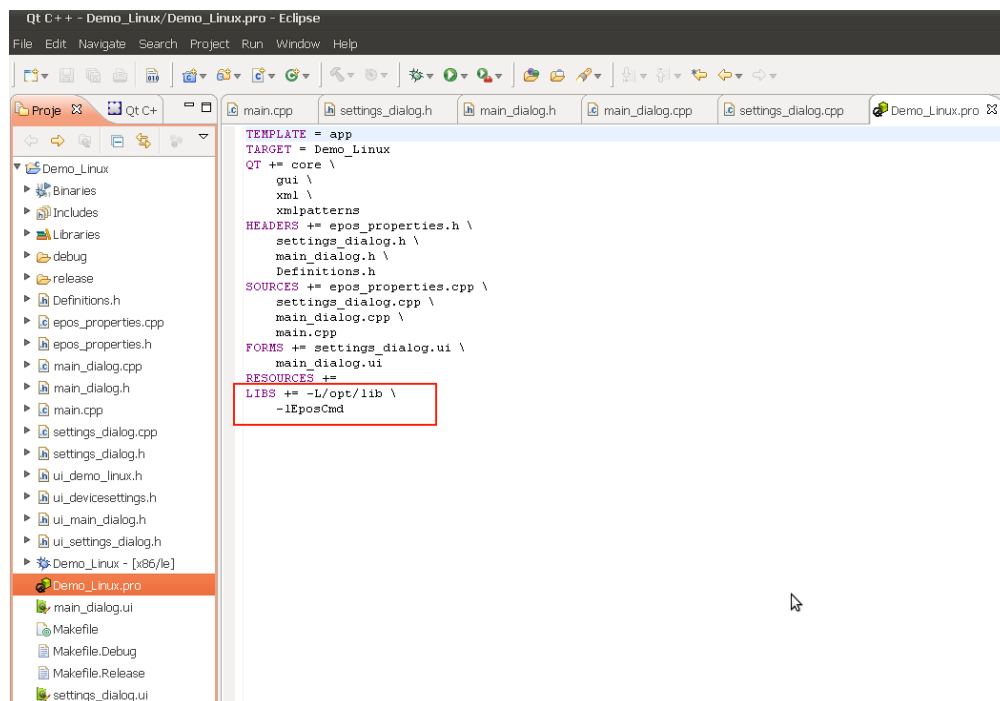 Qt C++ - Demo_Linux/Demo_Linux.pro - Eclipse
File Edit Navigate Search Project Run Window Help
Proje Qt C+ main.cpp settings_dialog.h main_dialog.h main_dialog.cpp settings_dialog.cpp Demo_Linux.pro
Demo_Linux
Binaries
Includes
Libraries
debug
release
Definitions.h
epos_properties.cpp
epos_properties.h
main_dialog.cpp
main_dialog.h
main.cpp
settings_dialog.cpp
settings_dialog.h
ui_demo_linux.h
ui_devicesettings.h
ui_main_dialog.h
ui_settings_dialog.h
Demo_Linux - [x86/le]
Demo_Linux.pro
main_dialog.ui
Makefile
Makefile.Debug
Makefile.Release
settings_dialog.ui
TEMPLATE = app
TARGET = Demo_Linux
QT += core \
gui \
xml \
xmlpatterns
HEADERS += epos_properties.h \
settings_dialog.h \
main_dialog.h \
Definitions.h
SOURCES += epos_properties.cpp \
settings_dialog.cpp \
main_dialog.cpp \
main.cpp
FORMS += settings_dialog.ui \
main_dialog.ui
RESOURCES +=
LIBS += -L/opt/lib \
-lEposCmd